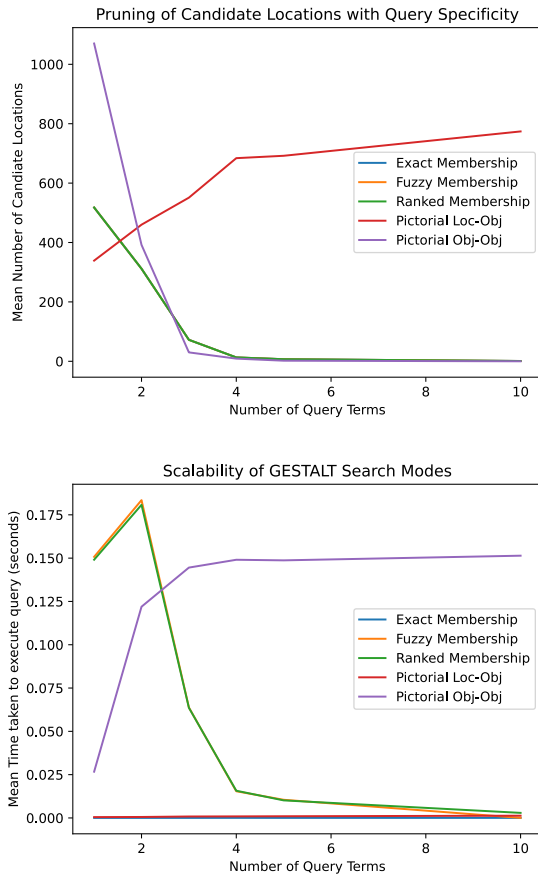 Pruning of Candidate Locations with Query Specificity
Mean Number of Candiate Locations
1000
800
600
400
200
0
Exact Membership
Fuzzy Membership
Ranked Membership
Pictorial Loc-Obj
Pictorial Obj-Obj
2 4 6 8 10
Number of Query Terms
Scalability of GESTALT Search Modes
Mean Time taken to execute query (seconds)
0.175
0.150
0.125
0.100
0.075
0.050
0.025
0.000
Exact Membership
Fuzzy Membership
Ranked Membership
Pictorial Loc-Obj
Pictorial Obj-Obj
2 4 6 8 10
Number of Query Terms